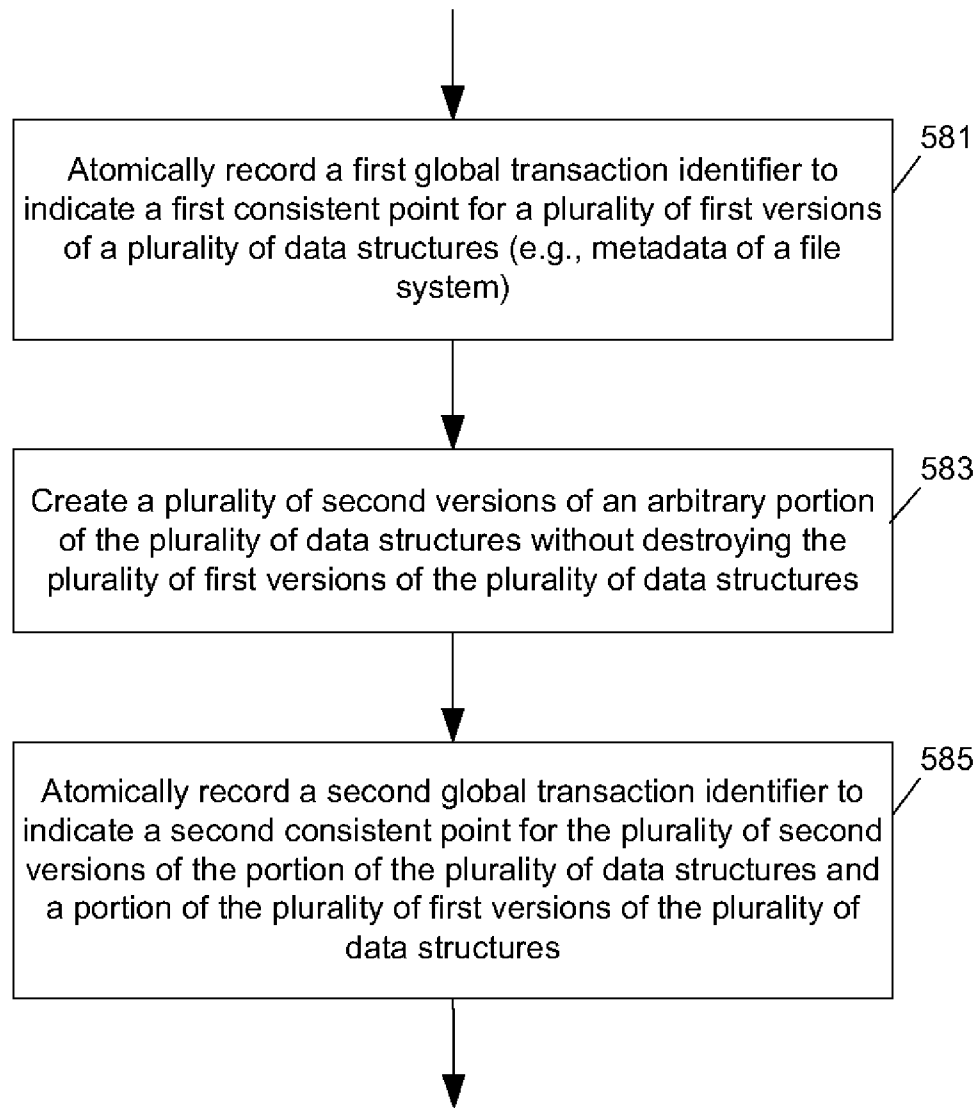 581
Atomically record a first global transaction identifier to
indicate a first consistent point for a plurality of first versions
of a plurality of data structures (e.g., metadata of a file
system)
583
Create a plurality of second versions of an arbitrary portion
of the plurality of data structures without destroying the
plurality of first versions of the plurality of data structures
585
Atomically record a second global transaction identifier to
indicate a second consistent point for the plurality of second
versions of the portion of the plurality of data structures and
a portion of the plurality of first versions of the plurality of
data structures